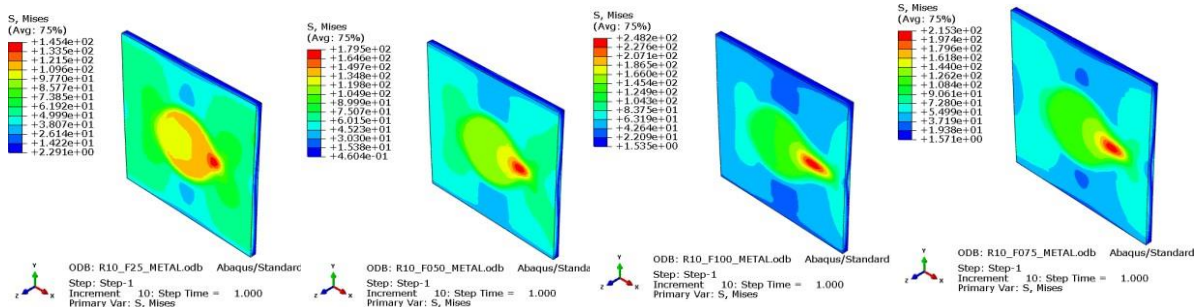 S, Mises
(Avg: 75%)
+1.454e+02
+1.335e+02
+1.215e+02
+1.096e+02
+9.770e+01
+8.577e+01
+7.385e+01
+6.192e+01
+4.999e+01
+3.807e+01
+2.614e+01
+1.422e+01
+2.291e+00
Y
Z
X
ODB: R10_F25_METAL.odb Abaqus/Standard
Step: Step-1
Increment 10: Step Time = 1.000
Primary Var: S, Mises
S, Mises
(Avg: 75%)
+1.795e+02
+1.646e+02
+1.497e+02
+1.348e+02
+1.198e+02
+1.049e+02
+8.999e+01
+7.507e+01
+6.015e+01
+4.523e+01
+3.030e+01
+1.538e+01
+4.604e-01
Y
Z
X
ODB: R10_F050_METAL.odb Abaqus/Standa
Step: Step-1
Increment 10: Step Time = 1.000
Primary Var: S, Mises
S, Mises
(Avg: 75%)
+2.482e+02
+2.276e+02
+2.071e+02
+1.865e+02
+1.660e+02
+1.454e+02
+1.249e+02
+1.043e+02
+8.375e+01
+6.319e+01
+4.264e+01
+2.209e+01
+1.535e+00
Y
Z
X
ODB: R10_F100_METAL.odb Abaqus/Standard
Step: Step-1
Increment 10: Step Time = 1.000
Primary Var: S, Mises
S, Mises
(Avg: 75%)
+2.153e+02
+1.974e+02
+1.796e+02
+1.618e+02
+1.440e+02
+1.262e+02
+1.084e+02
+9.061e+01
+7.280e+01
+5.499e+01
+3.719e+01
+1.938e+01
+1.571e+00
Y
Z
X
ODB: R10_F075_METAL.odb Abaqus/Standard
Step: Step-1
Increment 10: Step Time = 1.000
Primary Var: S, Mises